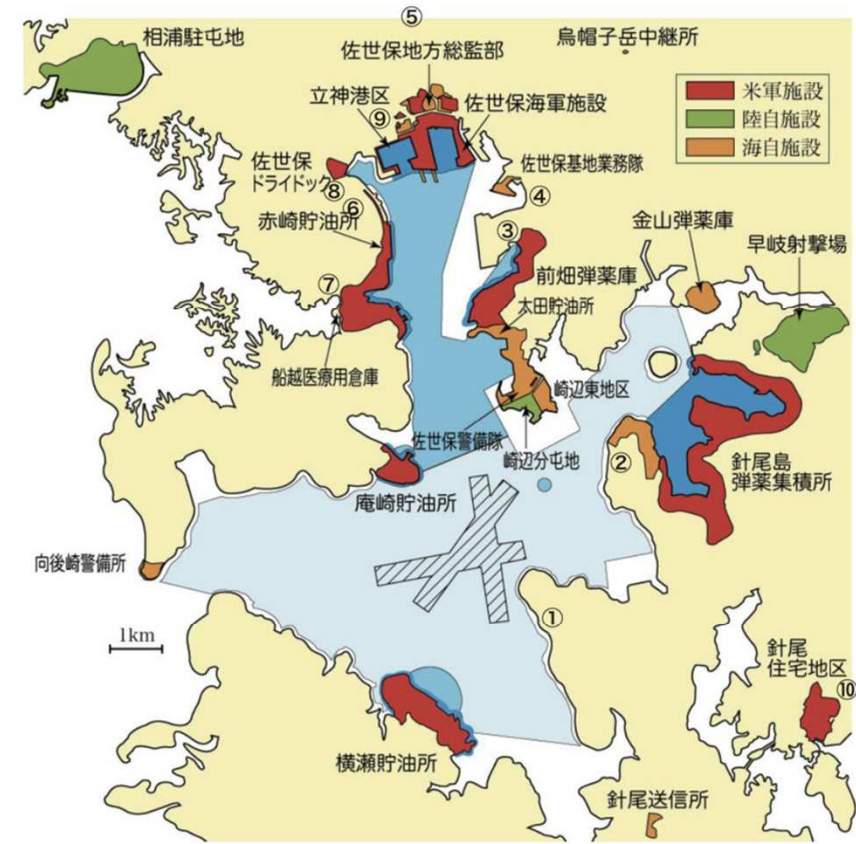 ⑤
相浦駐屯地
烏帽子岳中継所
佐世保地方総監部
立神港区
佐世保海軍施設
⑨
米軍施設
陸自施設
海自施設
佐世保
ドライドック
⑧
⑥
佐世保基地業務隊
④
赤崎貯油所
③
金山弾薬庫
早岐射撃場
⑦
前畑弾薬庫
太田貯油所
船越医療用倉庫
崎辺東地区
佐世保警備隊
崎辺分屯地
②
針尾島
弾薬集積所
庵崎貯油所
向後崎警備所
①
1km
針尾
住宅地区
⑩
横瀬貯油所
針尾送信所